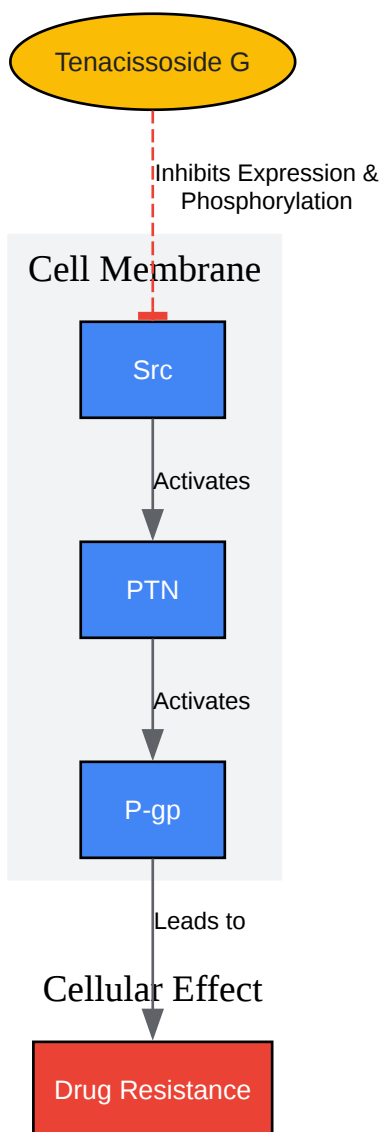 Tenacissoside G
Inhibits Expression &
Phosphorylation
Cell Membrane
Src
Activates
PTN
Activates
P-gp
Leads to
Cellular Effect
Drug Resistance